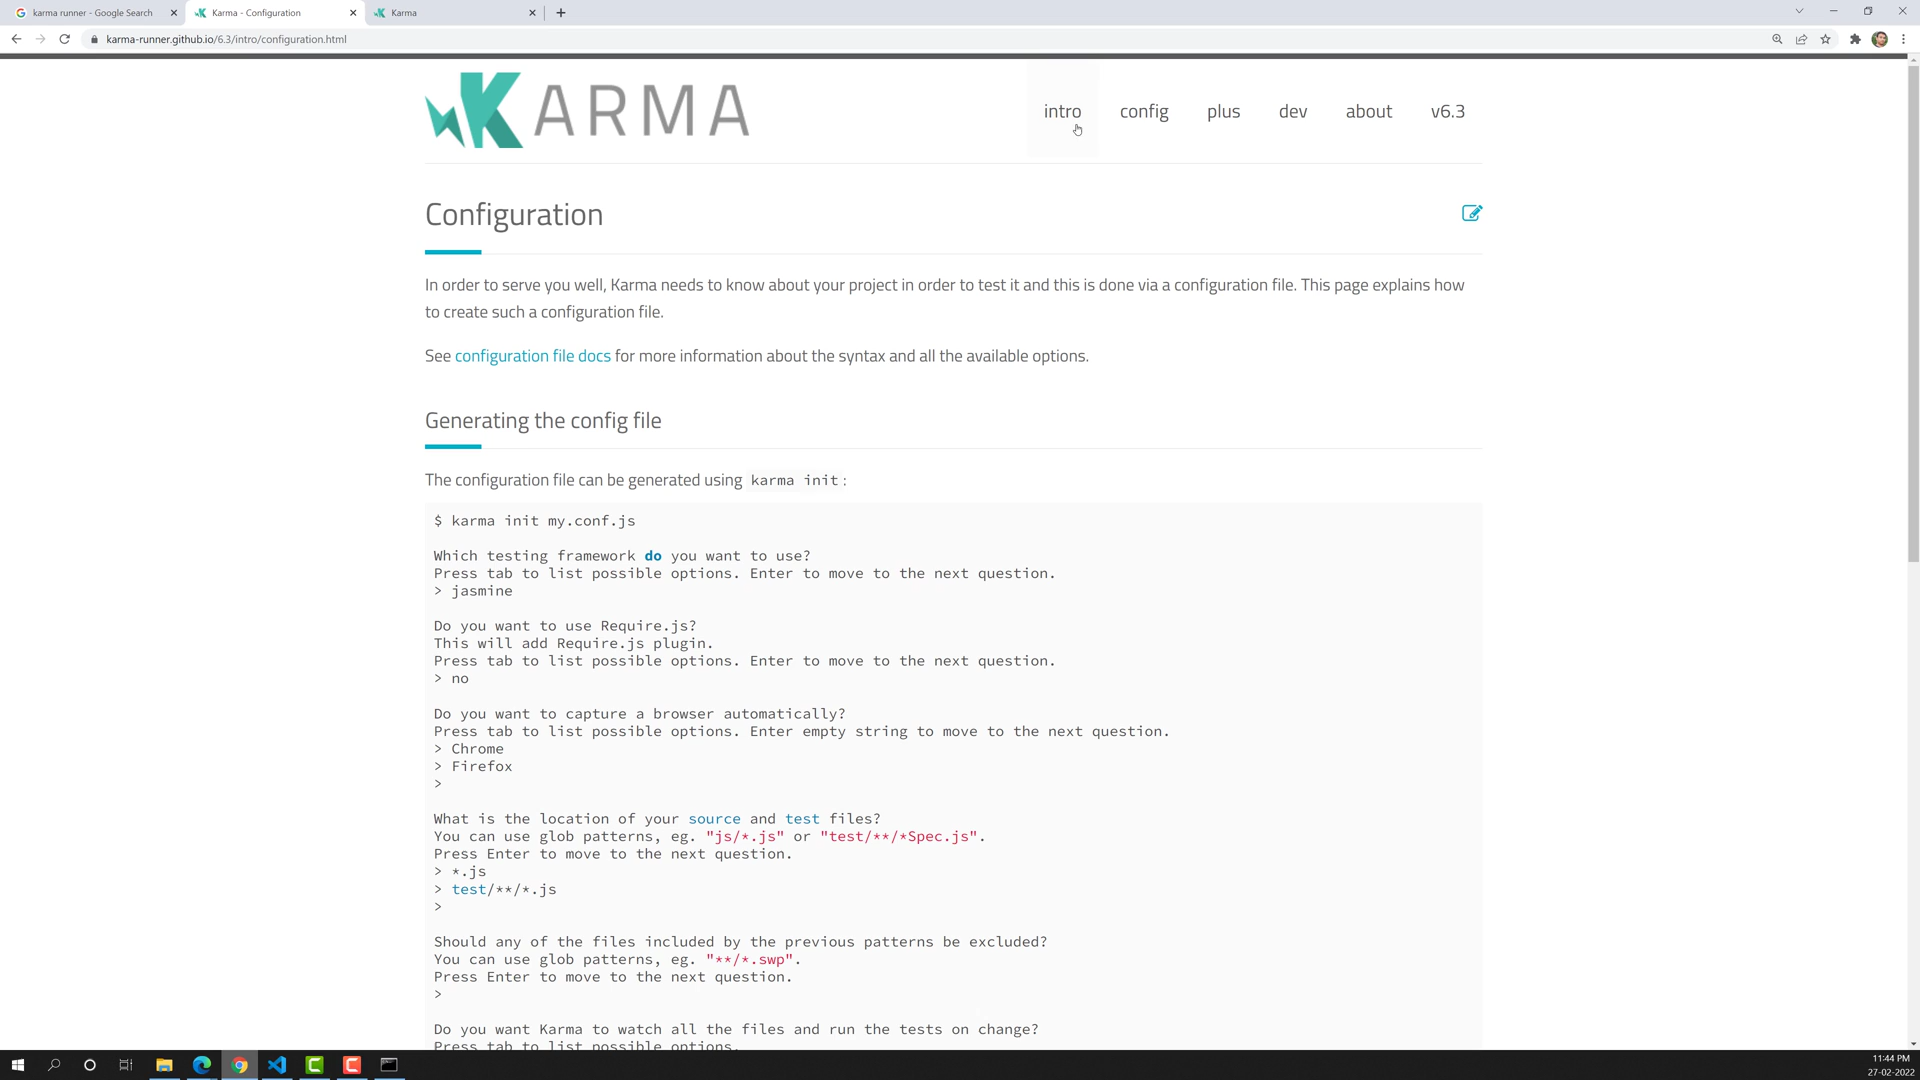 karma runner - Google Search
Karma - Configuration
Karma
karma-runner.github.io/6.3/intro/configuration.html
KARMA
intro
config
plus
dev
about
v6.3
Configuration
In order to serve you well, Karma needs to know about your project in order to test it and this is done via a configuration file. This page explains how
to create such a configuration file.
See configuration file docs for more information about the syntax and all the available options.
Generating the config file
The configuration file can be generated using karma init:
$ karma init my.conf.js
Which testing framework do you want to use?
Press tab to list possible options. Enter to move to the next question.
> jasmine
Do you want to use Require.js?
This will add Require.js plugin.
Press tab to list possible options. Enter to move to the next question.
> no
Do you want to capture a browser automatically?
Press tab to list possible options. Enter empty string to move to the next question.
> Chrome
> Firefox
>
What is the location of your source and test files?
You can use glob patterns, eg. "js/*.js" or "test/**/*Spec.js".
Press Enter to move to the next question.
> *.js
> test/**/*.js
>
Should any of the files included by the previous patterns be excluded?
You can use glob patterns, eg. "**/*.swp".
Press Enter to move to the next question.
>
Do you want Karma to watch all the files and run the tests on change?
Press tab to list possible options.
11:44 PM
27-02-2022